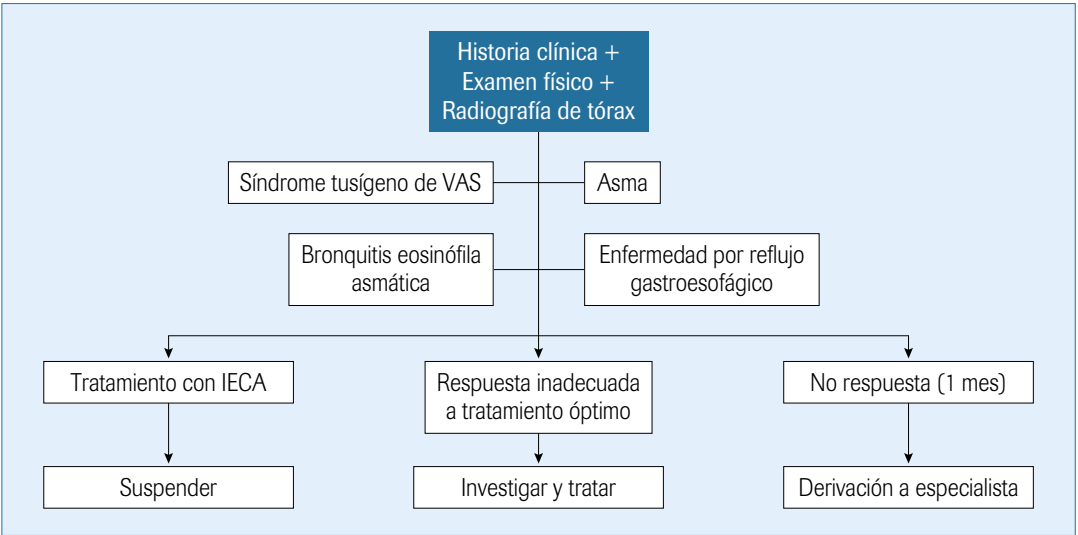 Historia clínica +
Examen físico +
Radiografía de tórax
Síndrome tusígeno de VAS
Asma
Bronquitis eosinófila
asmática
Enfermedad por reflujo
gastroesofágico
Tratamiento con IECA
Respuesta inadecuada
a tratamiento óptimo
No respuesta (1 mes)
Suspender
Investigar y tratar
Derivación a especialista